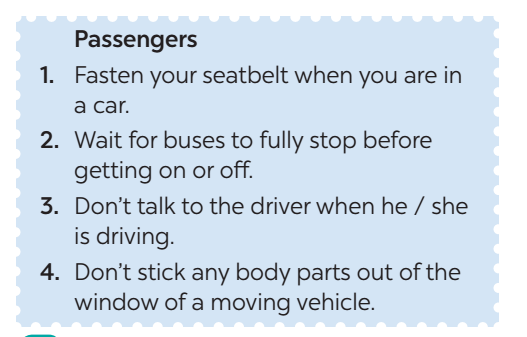 Passengers
1. Fasten your seatbelt when you are in
a car.
2. Wait for buses to fully stop before
getting on or off.
3. Don’t talk to the driver when he / she
is driving.
4. Don’t stick any body parts out of the
window of a moving vehicle.